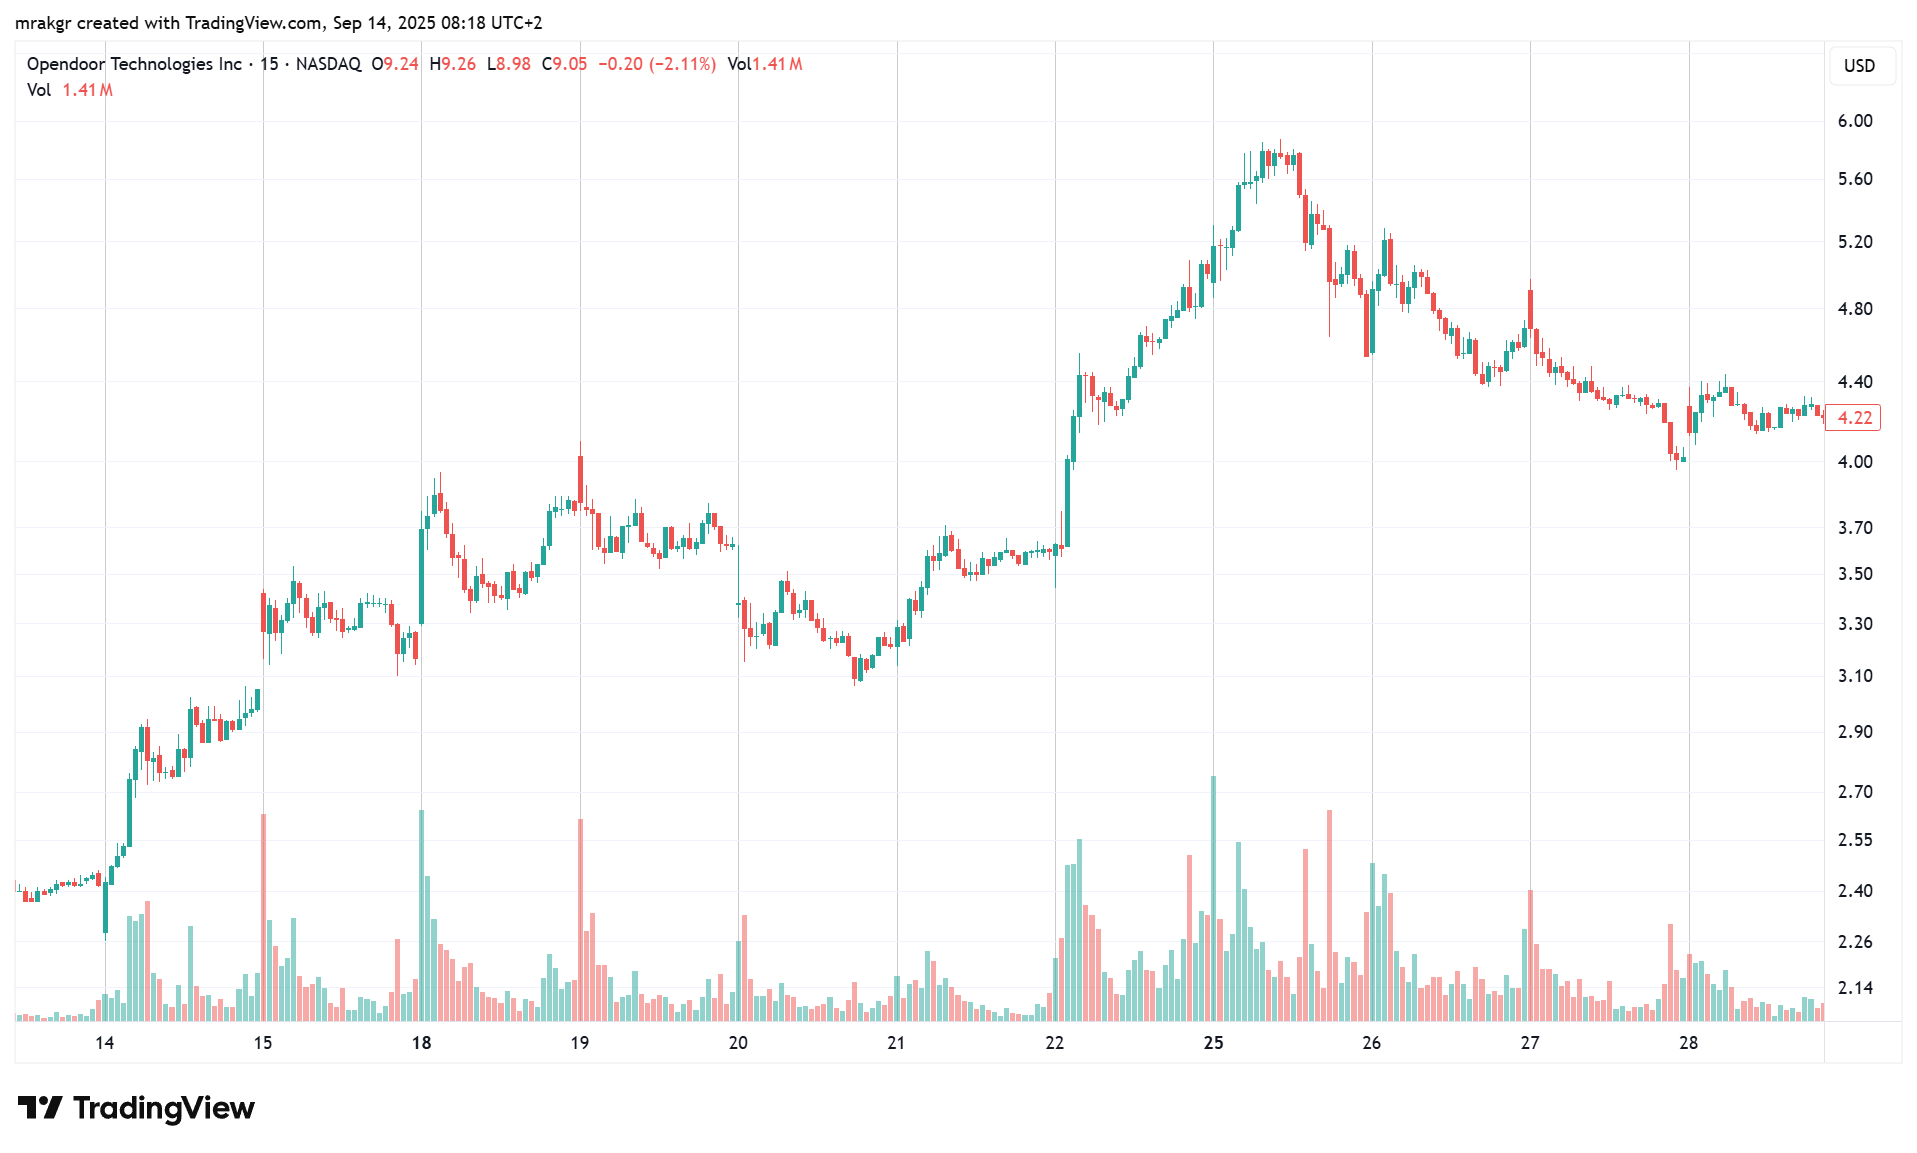 mrakgr created with TradingView.com, Sep 14, 2025 08:18 UTC+2
Opendoor Technologies Inc · 15 · NASDAQ O9.24 H9.26 L8.98 C9.05 −0.20 (−2.11%) Vol1.41 M
Vol 1.41 M
USD
6.00
5.60
5.20
4.80
4.40
4.22
4.00
3.70
3.50
3.30
3.10
2.90
2.70
2.55
2.40
2.26
2.14
14 15 18 19 20 21 22 25 26 27 28
TradingView